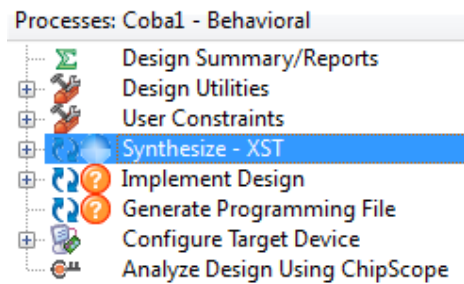 Processes: Coba1 - Behavioral
Design Summary/Reports
Design Utilities
User Constraints
Synthesize - XST
Implement Design
Generate Programming File
Configure Target Device
Analyze Design Using ChipScope